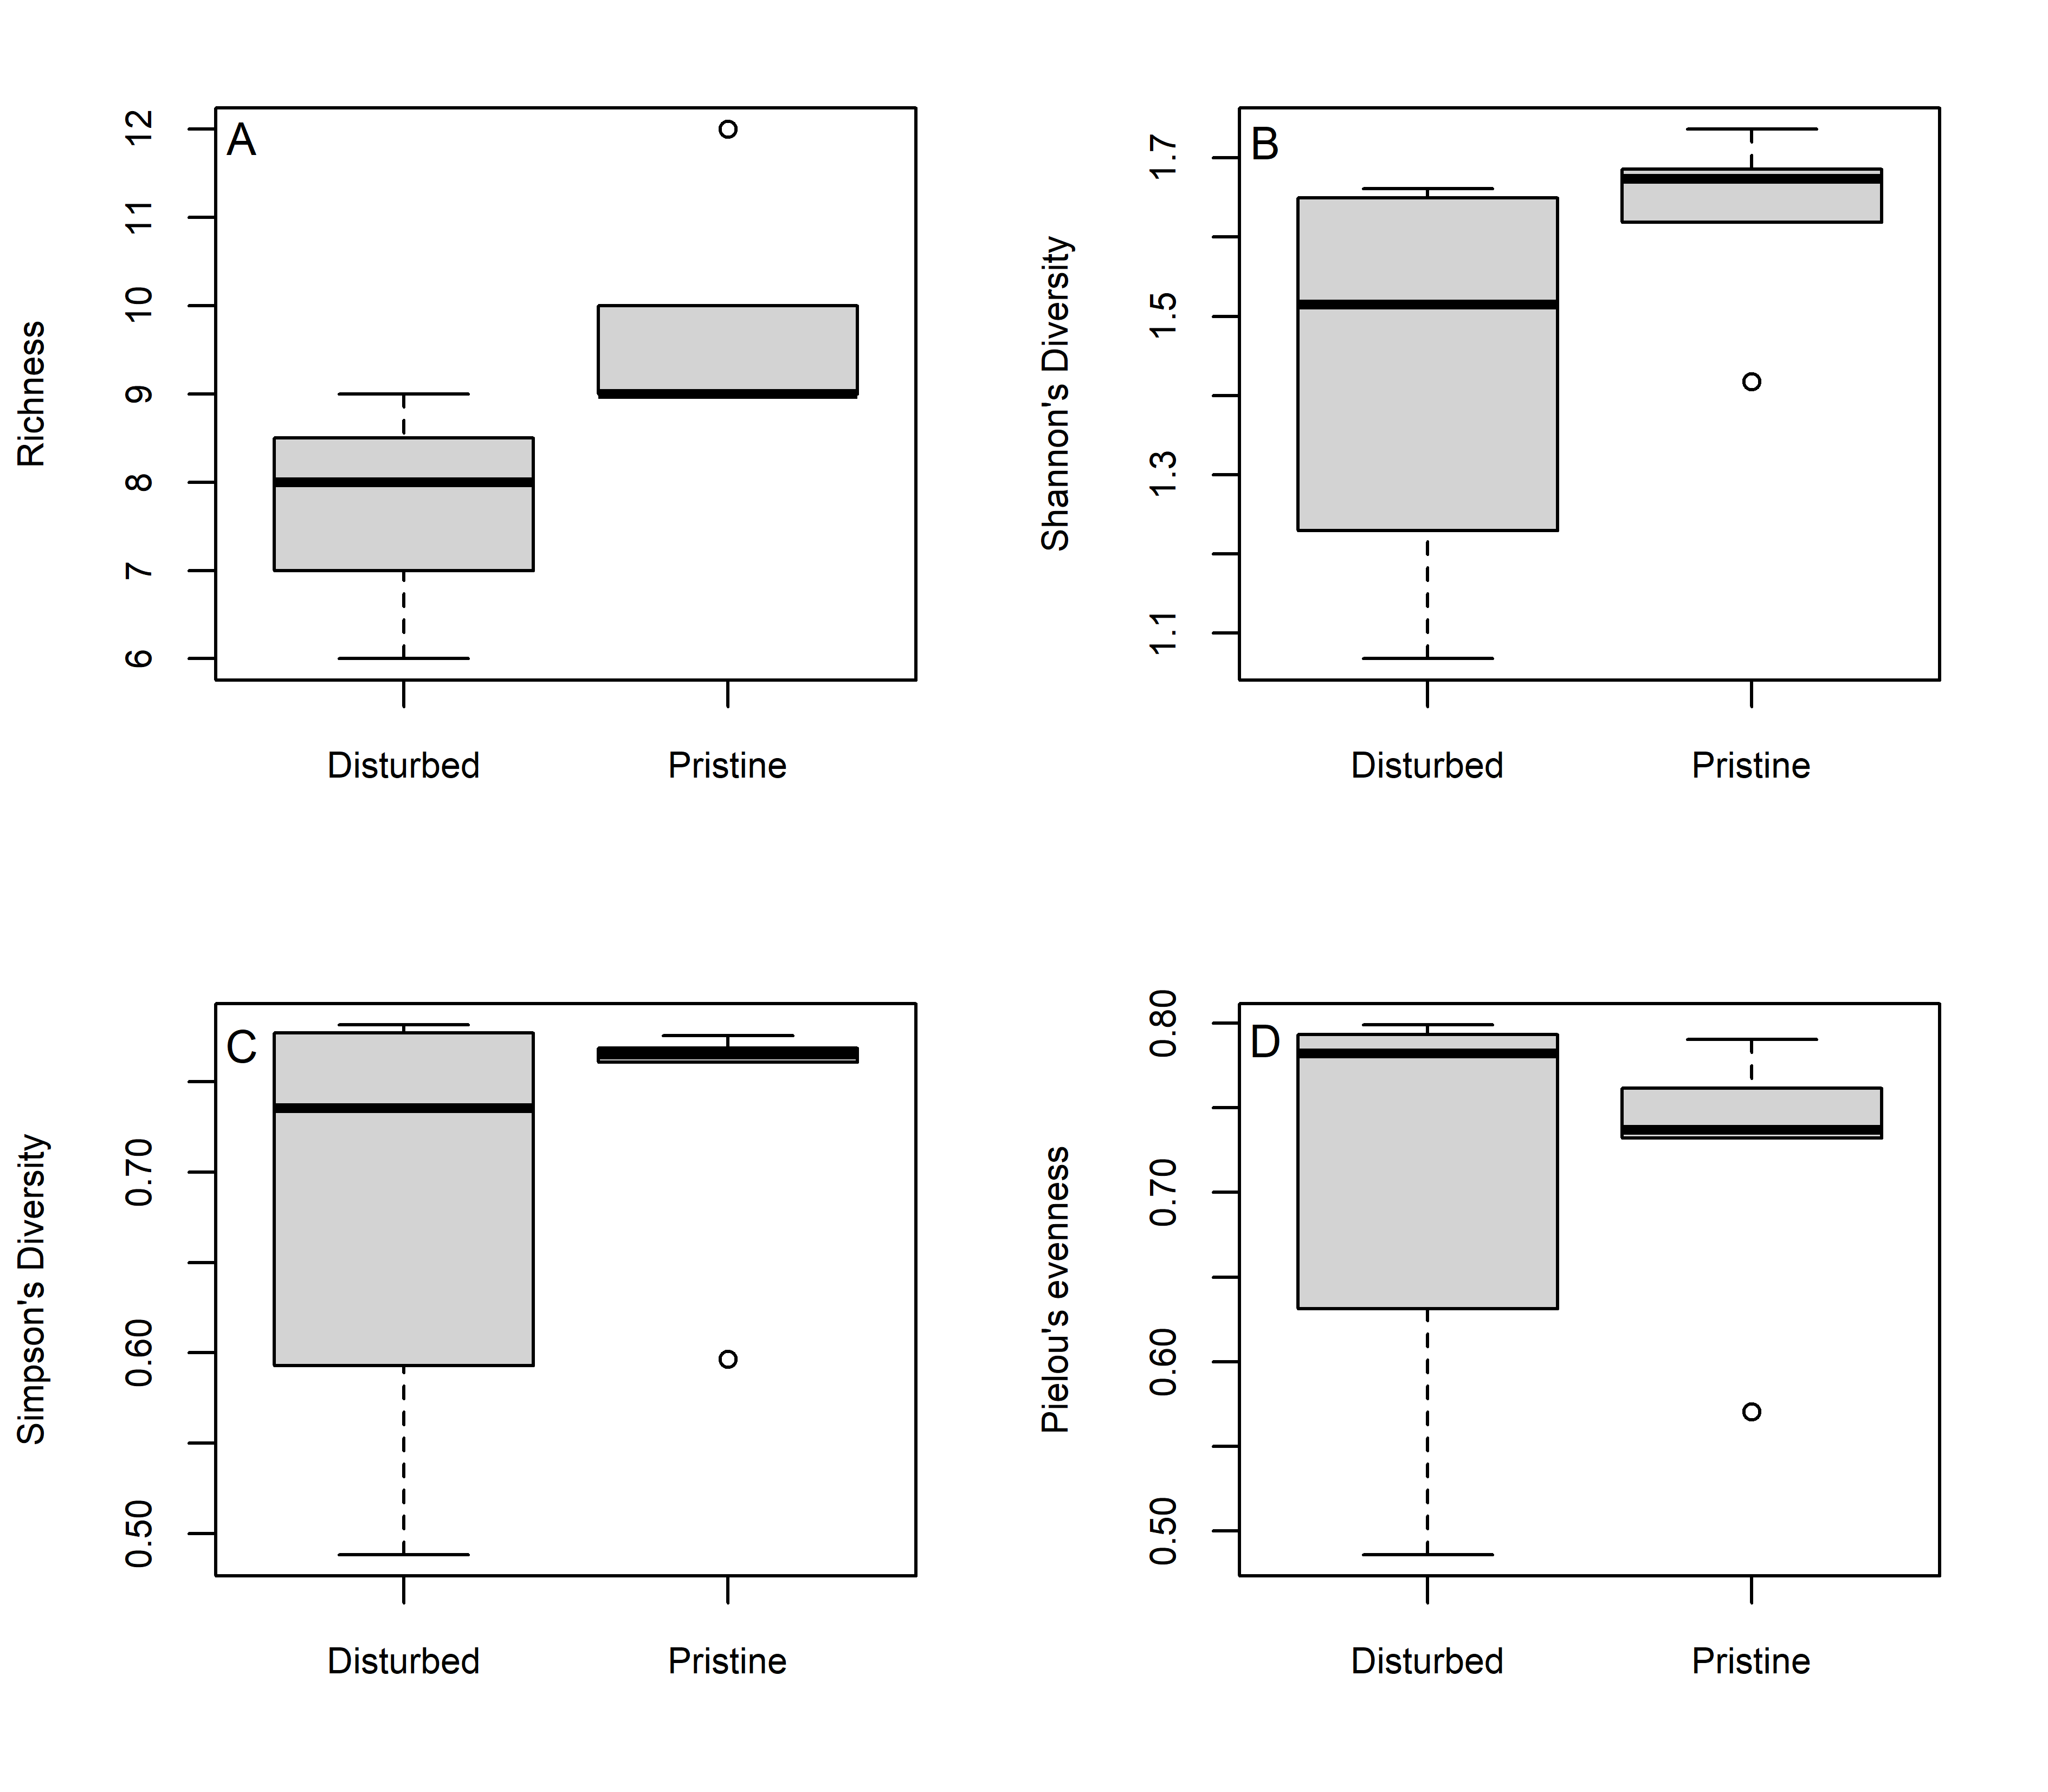 A
Richness
12
11
10
9
8
7
6
Disturbed Pristine
B
Shannon's Diversity
1.7
1.5
1.3
1.1
Disturbed Pristine
C
Simpson's Diversity
0.70
0.60
0.50
Disturbed Pristine
D
Pielou's evenness
0.80
0.70
0.60
0.50
Disturbed Pristine